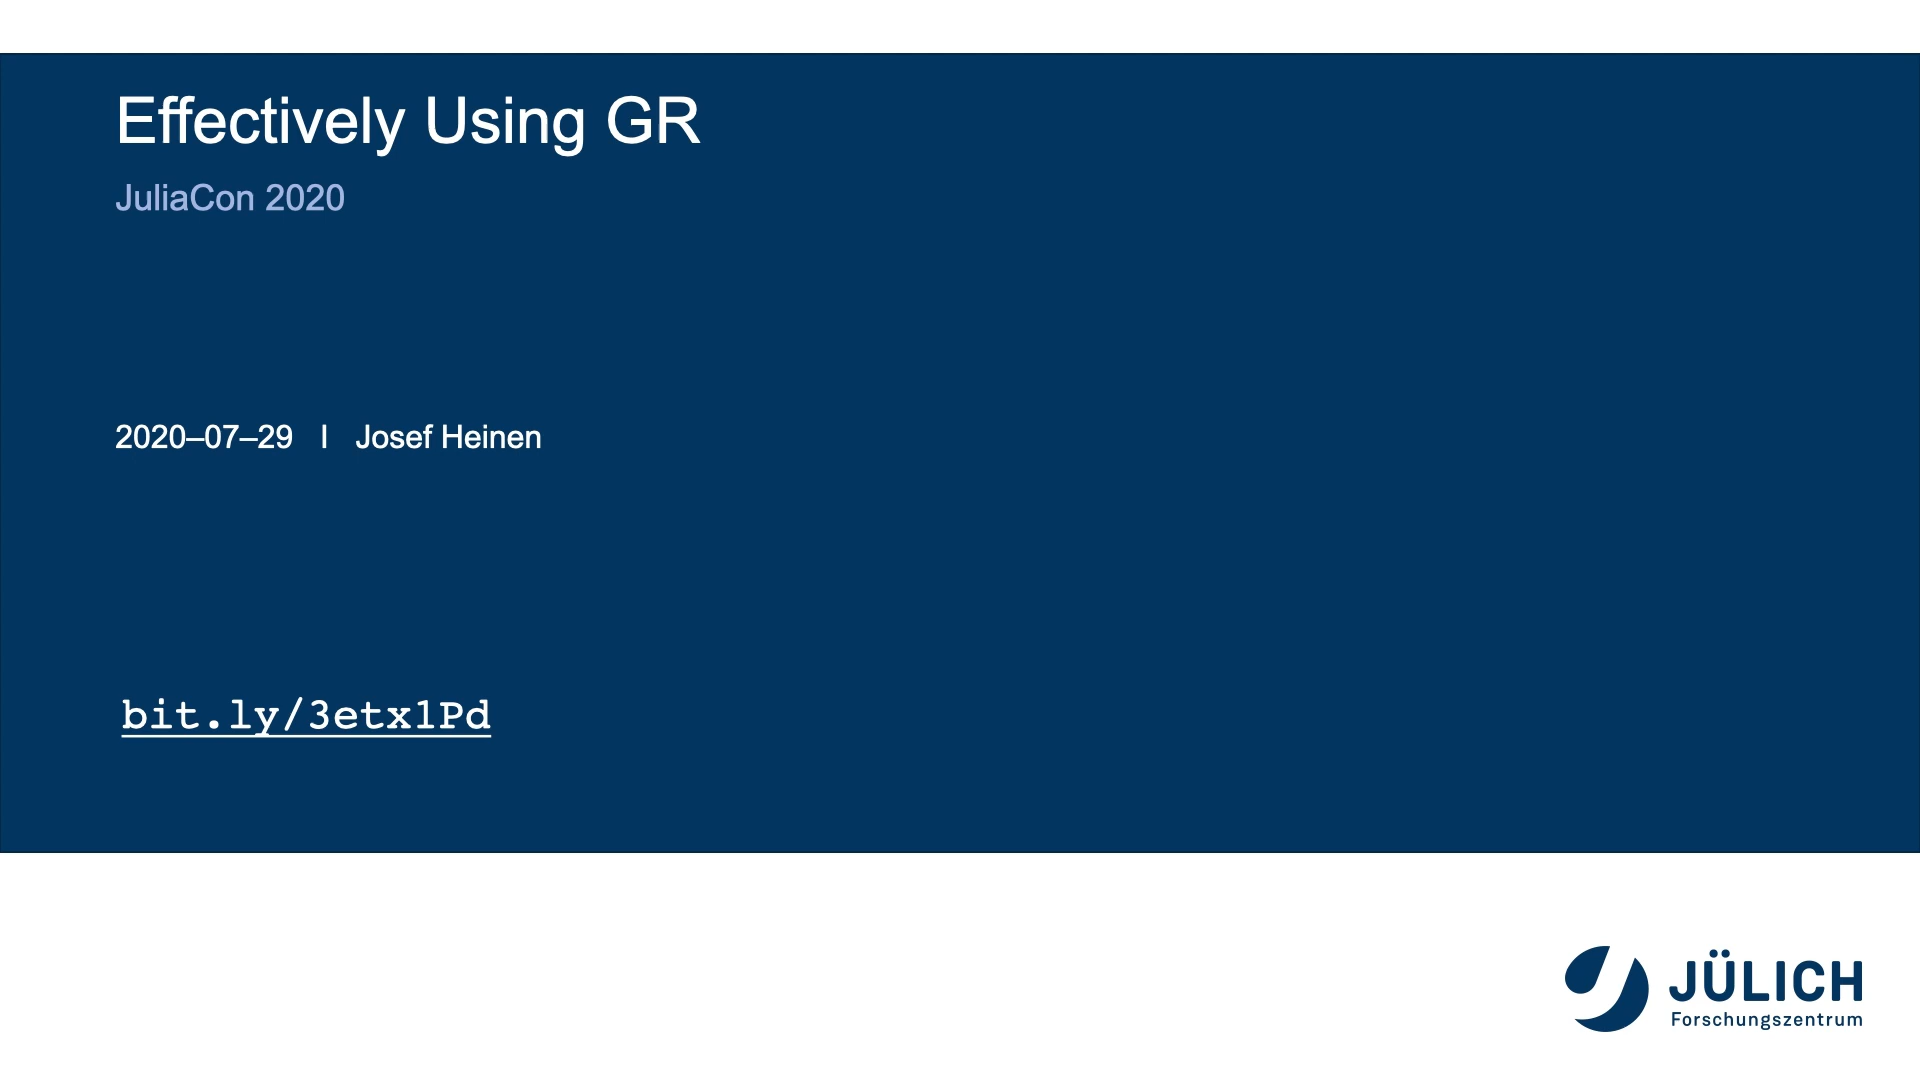 Effectively Using GR
JuliaCon 2020
2020–07–29 I Josef Heinen
bit.ly/3etx1Pd
JÜLICH
Forschungszentrum